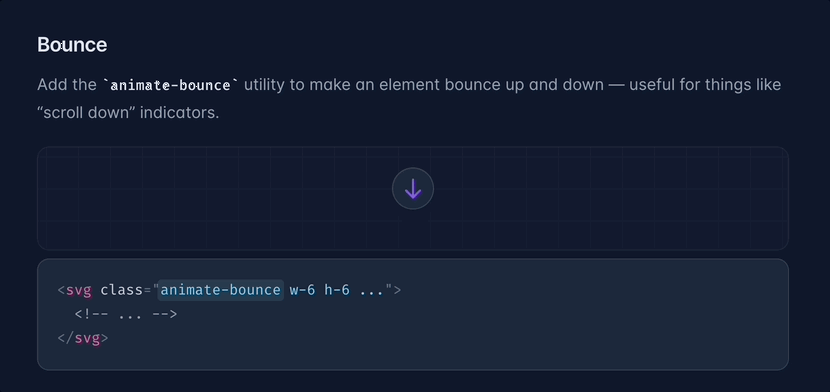 Bounce
Add the `animate-bounce` utility to make an element bounce up and down — useful for things like
“scroll down” indicators.
<svg class="animate-bounce w-6 h-6 ...">
<!-- ... -->
</svg>